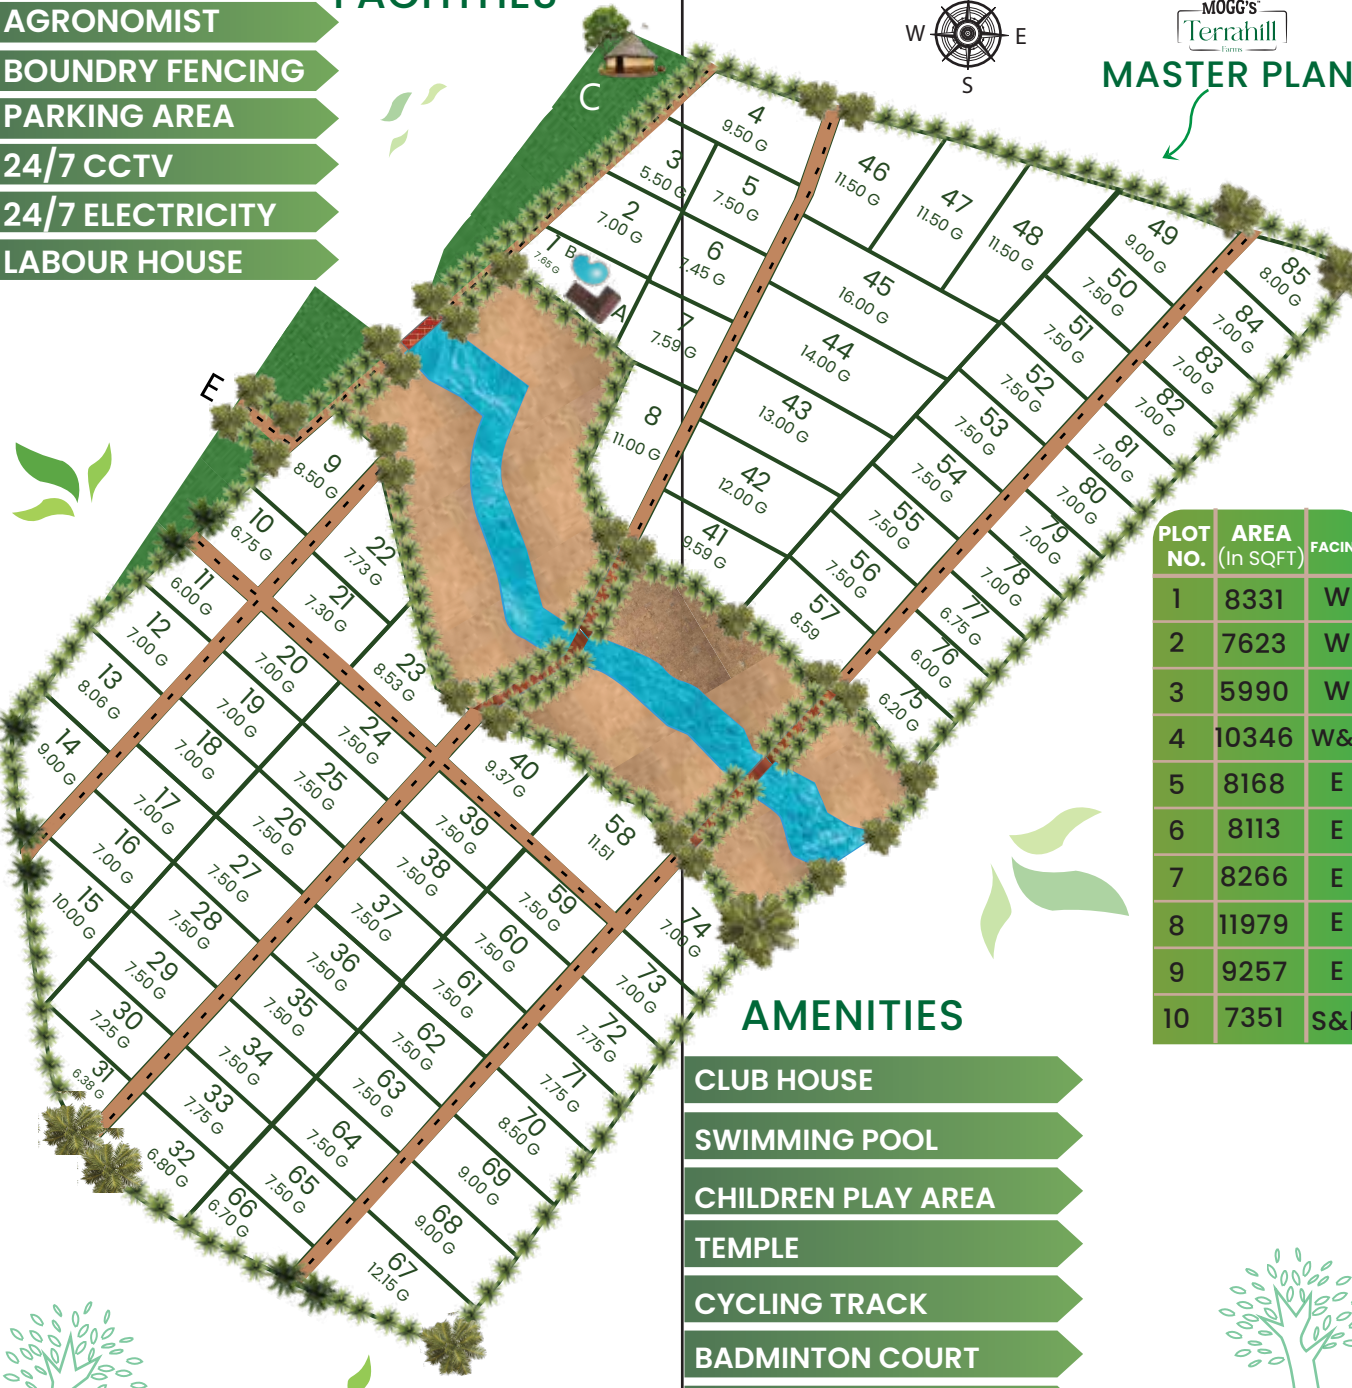 AGRONOMIST
BOUNDRY FENCING
PARKING AREA
24/7 CCTV
24/7 ELECTRICITY
LABOUR HOUSE
W
E
S
MOGG'S
Terrahill
Farms
MASTER PLAN
C
4
9.50 G
3
5.50 G
5
7.50 G
2
7.00 G
1
7.65 G
B
A
6
7.45 G
7
7.59 G
8
11.00 G
46
11.50 G
47
11.50 G
48
11.50 G
45
16.00 G
44
14.00 G
43
13.00 G
42
12.00 G
41
9.59 G
49
9.00 G
50
7.50 G
51
7.50 G
52
7.50 G
53
7.50 G
54
7.50 G
55
7.50 G
56
7.50 G
57
8.59
85
8.00 G
84
7.00 G
83
7.00 G
82
7.00 G
81
7.00 G
80
7.00 G
79
7.00 G
78
7.00 G
77
6.75 G
76
6.00 G
75
6.20 G
E
9
8.50 G
10
6.75 G
22
7.73 G
21
7.30 G
11
6.00 G
12
7.00 G
13
8.06 G
14
9.00 G
20
7.00 G
19
7.00 G
18
7.00 G
17
7.00 G
16
7.00 G
15
10.00 G
23
8.53 G
24
7.50 G
25
7.50 G
26
7.50 G
27
7.50 G
28
7.50 G
29
7.50 G
30
7.25 G
31
6.38 G
40
9.37 G
39
7.50 G
38
7.50 G
37
7.50 G
36
7.50 G
35
7.50 G
34
7.50 G
33
7.75 G
32
6.80 G
58
11.51
59
7.50 G
60
7.50 G
61
7.50 G
62
7.50 G
63
7.50 G
64
7.50 G
65
7.50 G
66
6.70 G
74
7.00 G
73
7.00 G
72
7.75 G
71
7.75 G
70
8.50 G
69
9.00 G
68
9.00 G
67
12.15 G
PLOT NO. AREA (In SQFT) FACIN
1 8331 W
2 7623 W
3 5990 W
4 10346 W&
5 8168 E
6 8113 E
7 8266 E
8 11979 E
9 9257 E
10 7351 S&
AMENITIES
CLUB HOUSE
SWIMMING POOL
CHILDREN PLAY AREA
TEMPLE
CYCLING TRACK
BADMINTON COURT